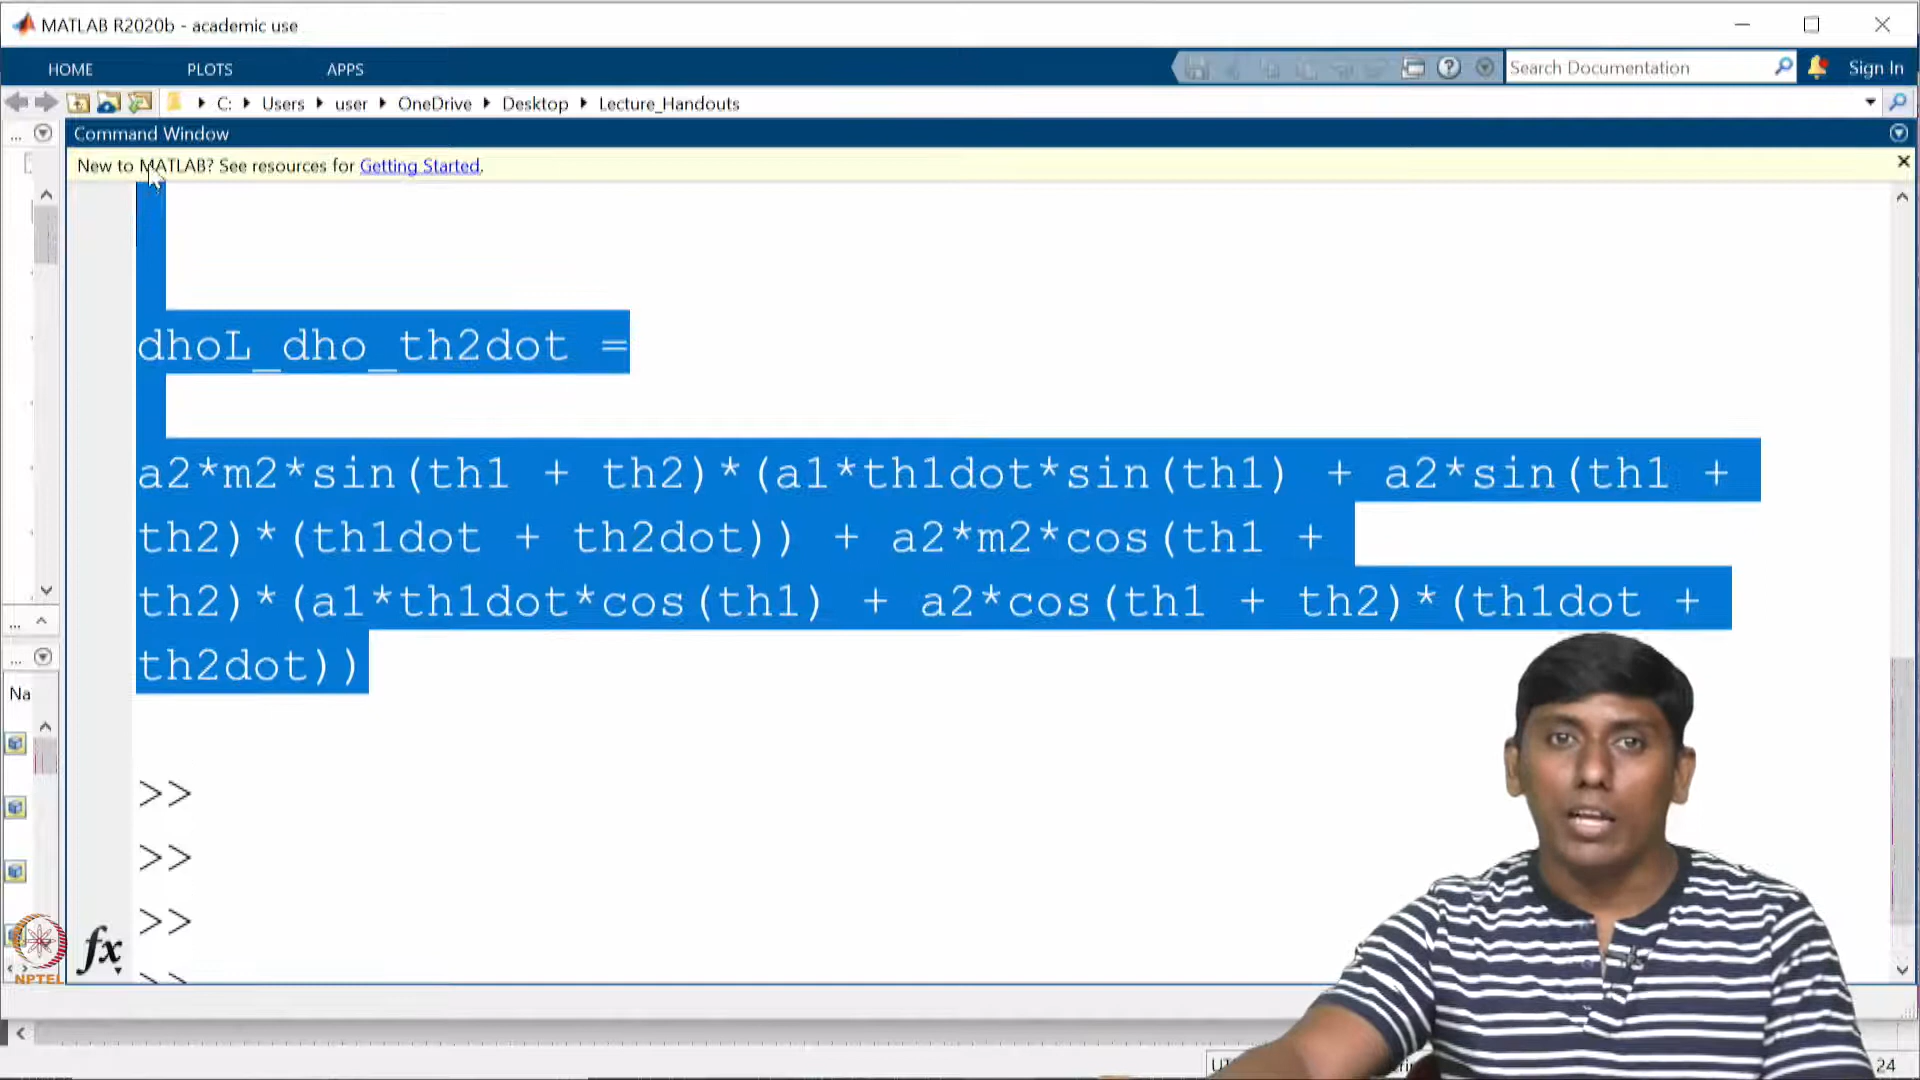 MATLAB R2020b - academic use
HOME PLOTS APPS
Search Documentation
Sign In
C: Users user OneDrive Desktop Lecture_Handouts
...
Command Window
New to MATLAB? See resources for Getting Started.
dhoL_dho_th2dot =
a2*m2*sin(th1 + th2)*(a1*th1dot*sin(th1) + a2*sin(th1 +
th2)*(th1dot + th2dot)) + a2*m2*cos(th1 +
th2)*(a1*th1dot*cos(th1) + a2*cos(th1 + th2)*(th1dot +
th2dot))
...
...
Na
>>
>>
>>
>>
fx
NPTEL
24